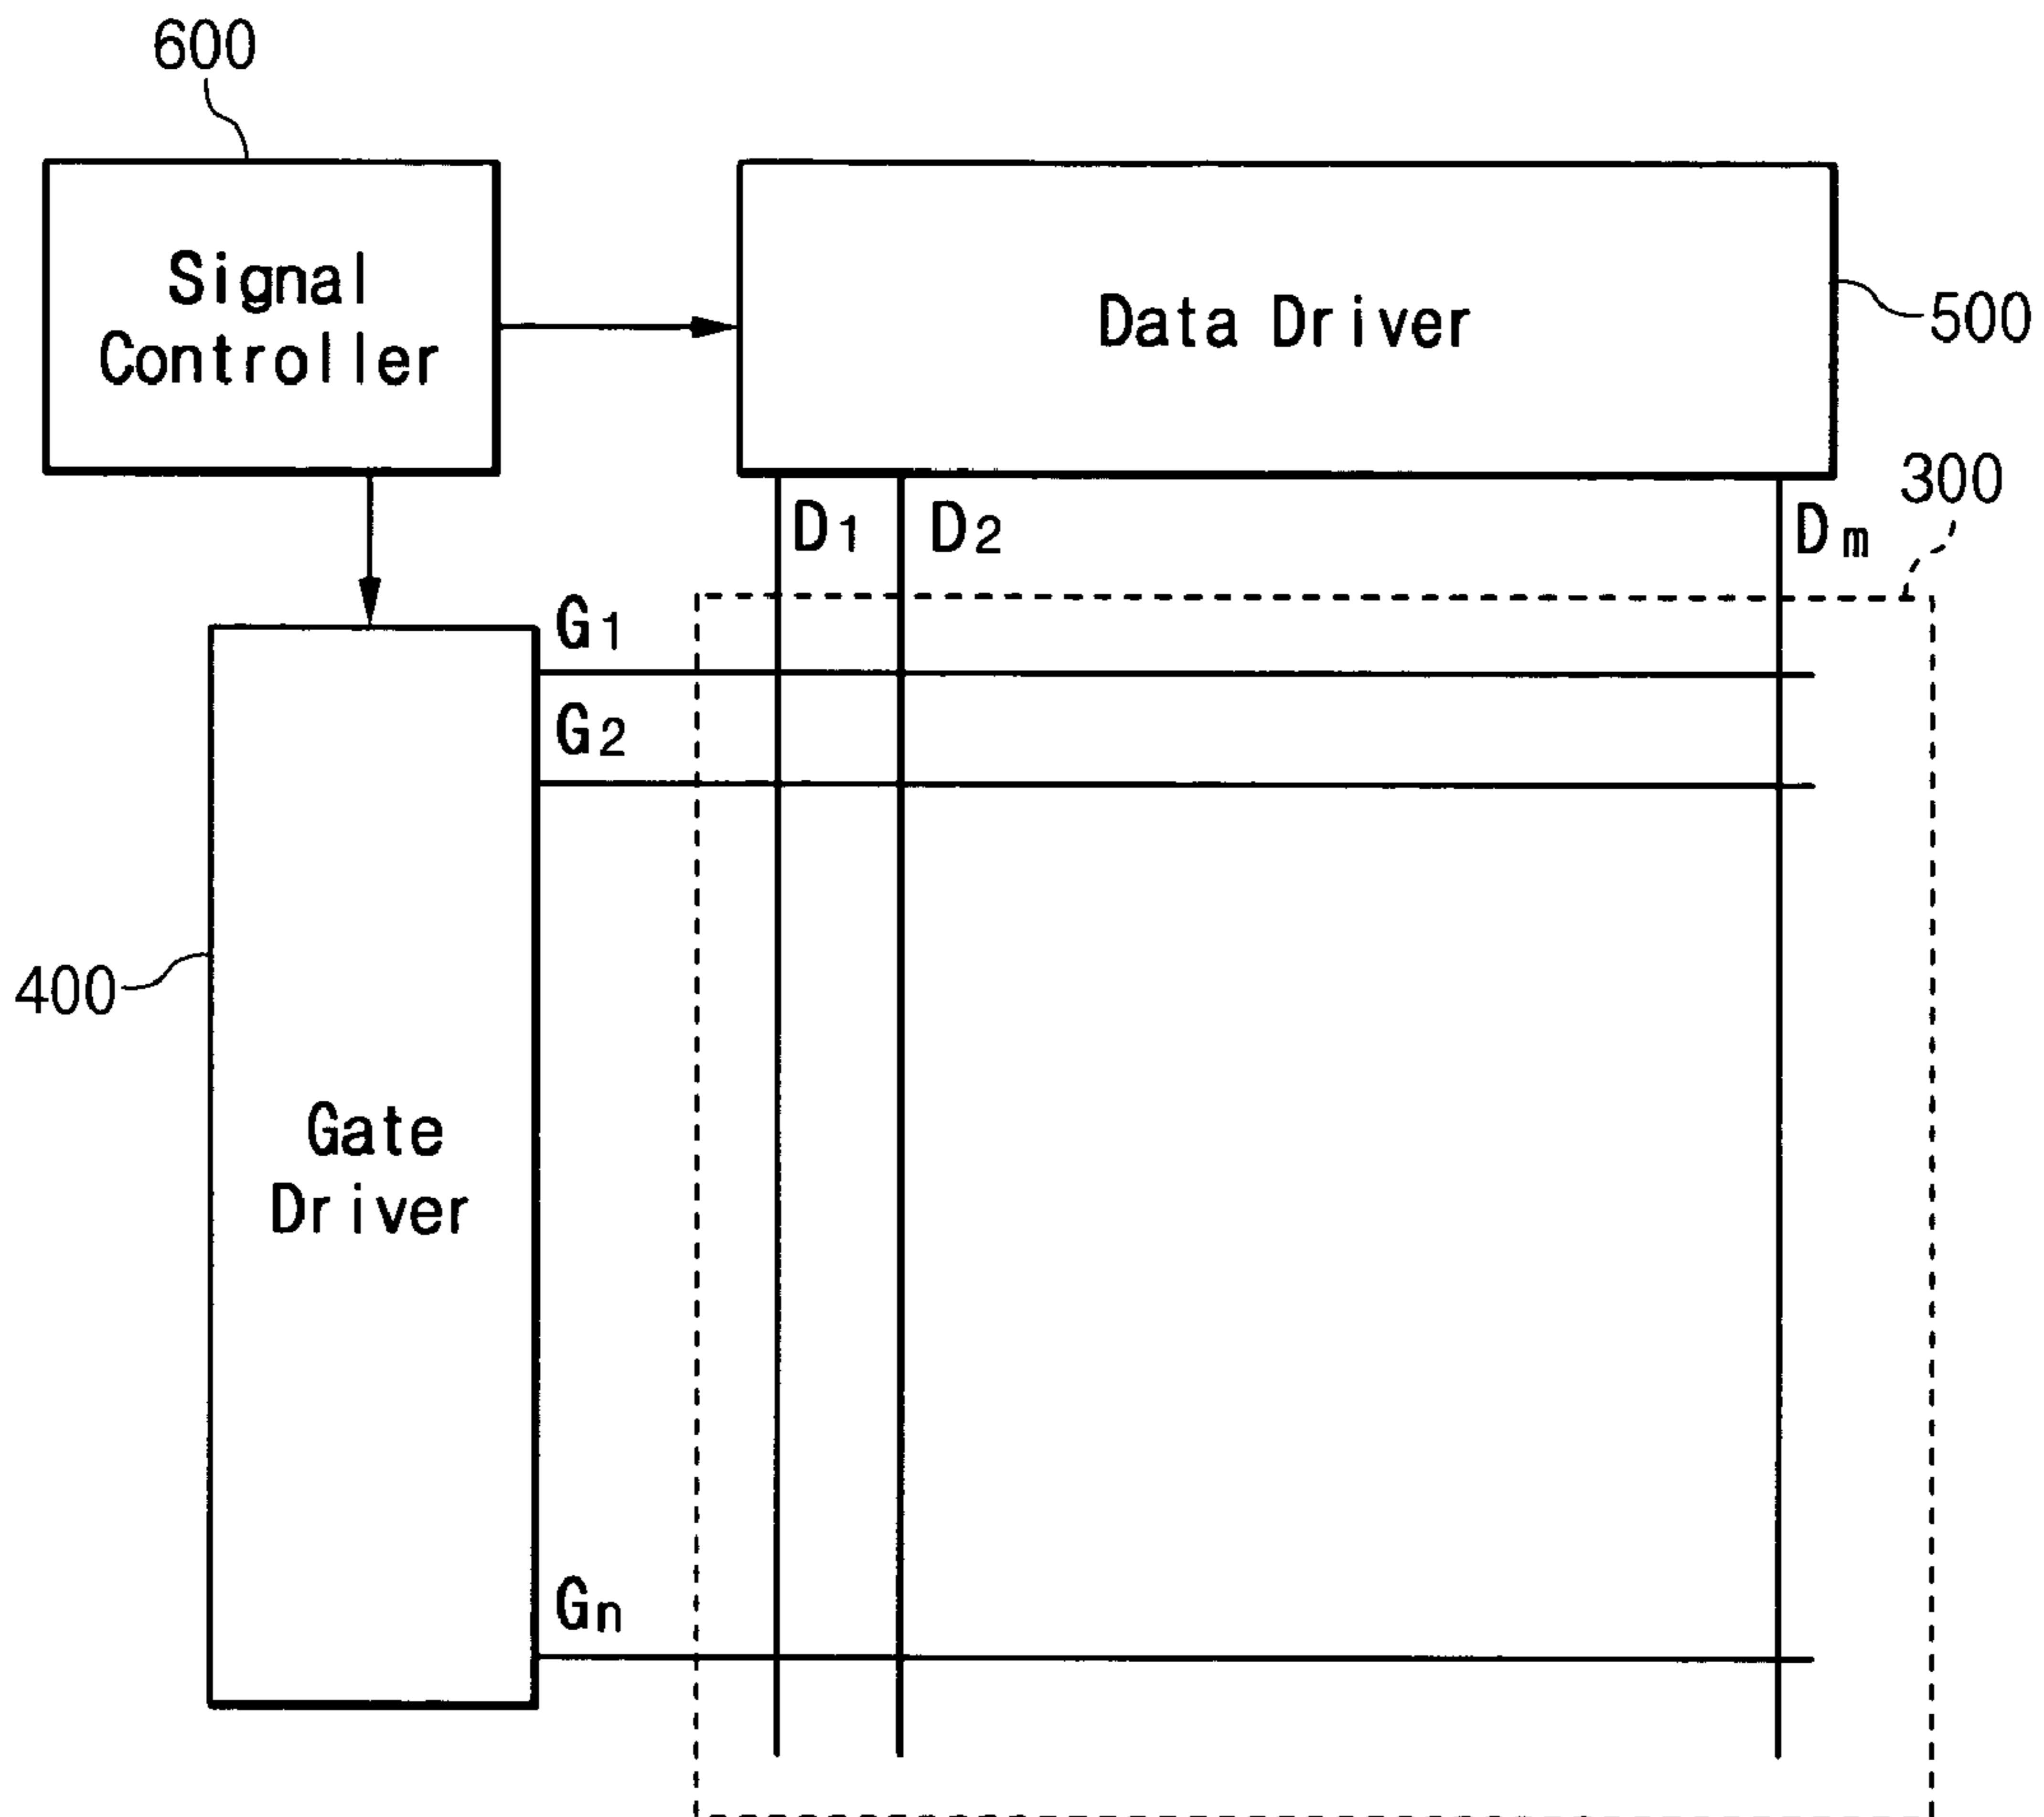 600
Signal
Controller
Data Driver
500
300
D1
D2
Dm
G1
G2
400
Gate
Driver
Gn